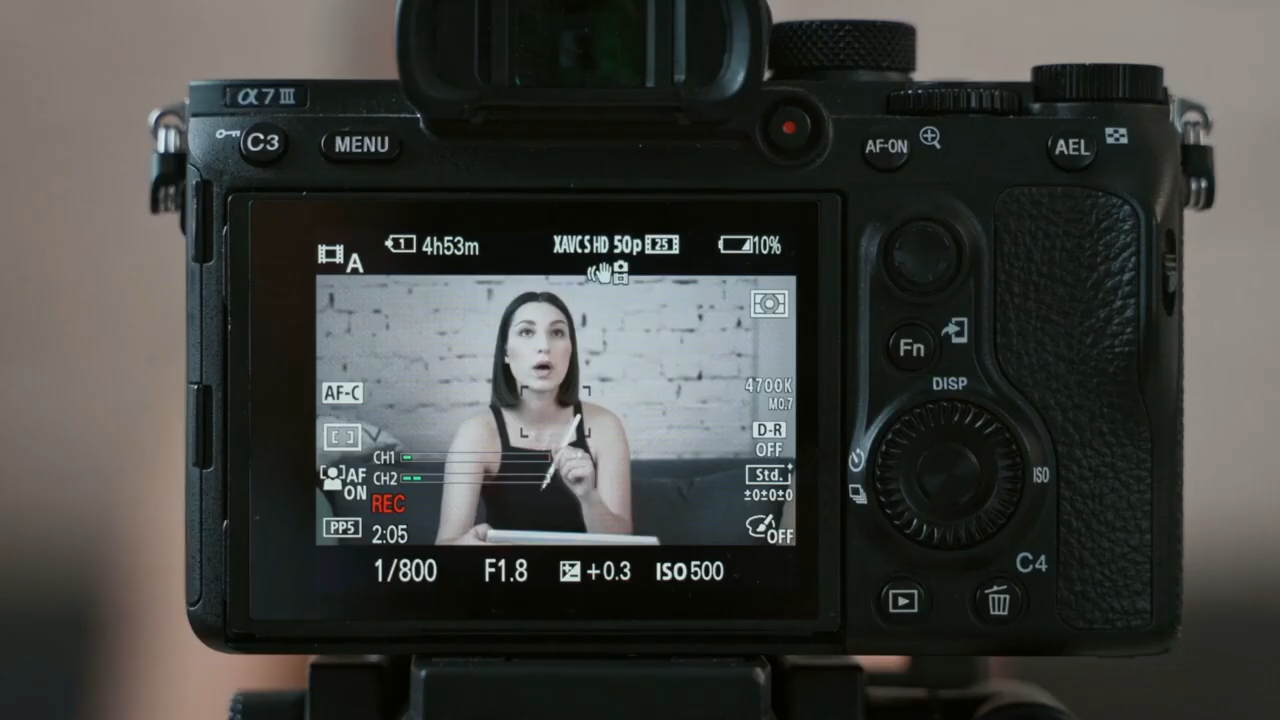 α7III
C3 MENU AF-ON AEL
A 1 4h53m XAVC S HD 50p 25 10%
AF-C
4700K
M0.7
D-R
OFF
CH1
CH2
AF
ON
Std.
±0±0±0
REC
PP5 2:05
OFF
1/800 F1.8 +0.3 ISO 500
Fn
DISP
ISO
C4